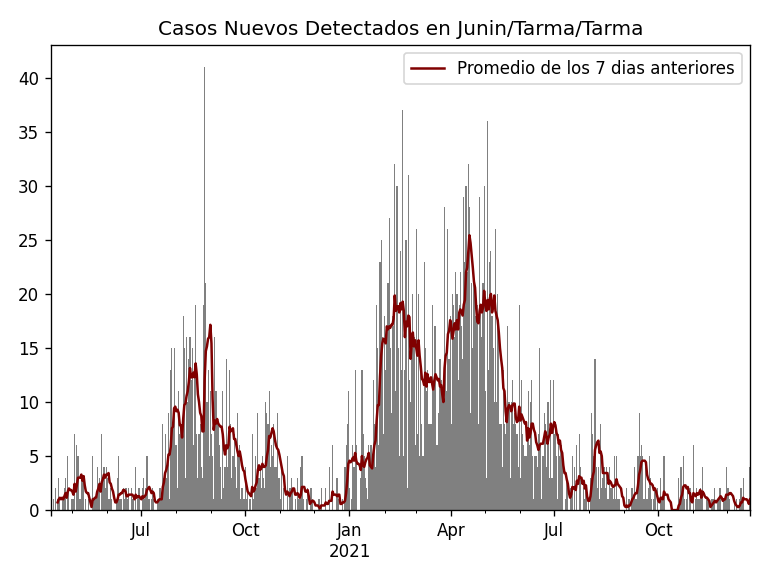 Casos Nuevos Detectados en Junin/Tarma/Tarma
Promedio de los 7 dias anteriores
40
35
30
25
20
15
10
5
0
Jul
Oct
Jan
2021
Apr
Jul
Oct